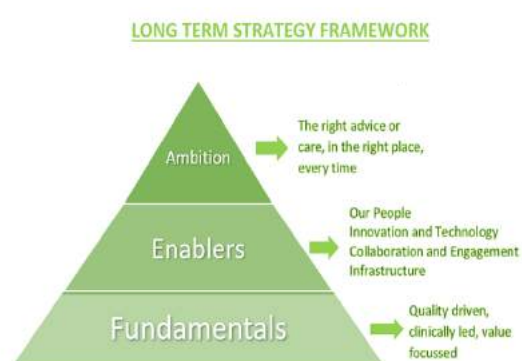 LONG TERM STRATEGY FRAMEWORK
Ambition
The right advice or
care, in the right place,
every time
Enablers
Our People
Innovation and Technology
Collaboration and Engagement
Infrastructure
Fundamentals
Quality driven,
clinically led, value
focussed